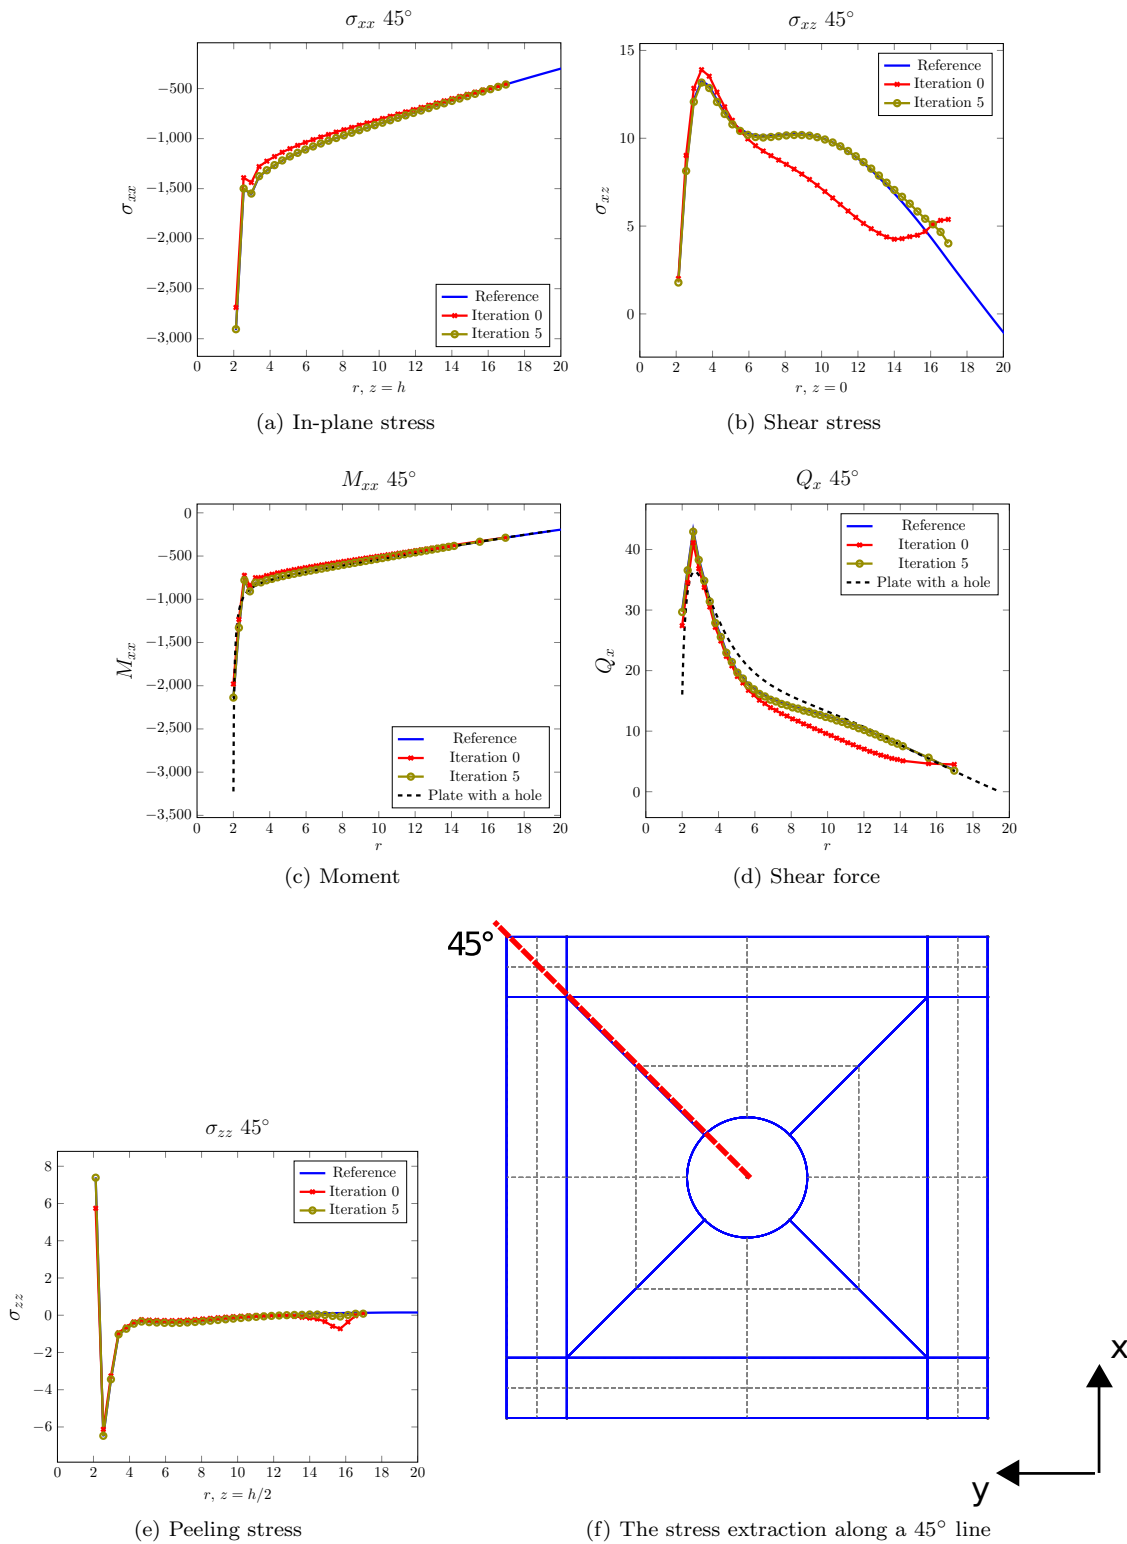 σxx 45°
−500
−1,000
−1,500
−2,000
−2,500
−3,000
σxx
Reference
Iteration 0
Iteration 5
0 2 4 6 8 10 12 14 16 18 20
r, z = h
(a) In-plane stress
σxz 45°
15
10
5
0
σxz
Reference
Iteration 0
Iteration 5
0 2 4 6 8 10 12 14 16 18 20
r, z = 0
(b) Shear stress
Mxx 45°
0
−500
−1,000
−1,500
−2,000
−2,500
−3,000
−3,500
Mxx
Reference
Iteration 0
Iteration 5
Plate with a hole
0 2 4 6 8 10 12 14 16 18 20
r
(c) Moment
Qx 45°
40
30
20
10
0
Qx
Reference
Iteration 0
Iteration 5
Plate with a hole
0 2 4 6 8 10 12 14 16 18 20
r
(d) Shear force
σzz 45°
8
6
4
2
0
−2
−4
−6
σzz
Reference
Iteration 0
Iteration 5
0 2 4 6 8 10 12 14 16 18 20
r, z = h/2
(e) Peeling stress
45°
x
y
(f) The stress extraction along a 45° line